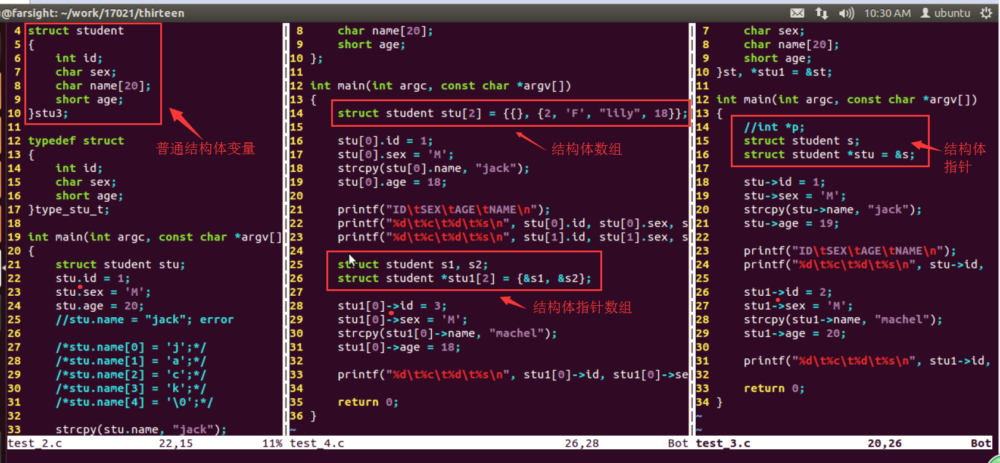 @farsight: ~/work/17021/thirteen
10:30 AM
ubuntu
4 struct student
5 {
6     int id;
7     char sex;
8     char name[20];
9     short age;
10 }stu3;
11
12 typedef struct
13 {
14     int id;
15     char sex;
16     short age;
17 }type_stu_t;
18
19 int main(int argc, const char *argv[]
20 {
21     struct student stu;
22     stu.id = 1;
23     stu.sex = 'M';
24     stu.age = 20;
25     //stu.name = "jack"; error
26
27     /*stu.name[0] = 'j';*/
28     /*stu.name[1] = 'a';*/
29     /*stu.name[2] = 'c';*/
30     /*stu.name[3] = 'k';*/
31     /*stu.name[4] = '\0';*/
32
33     strcpy(stu.name, "jack");
test_2.c 22,15 11%
普通结构体变量
8     char name[20];
9     short age;
10 };
11
12 int main(int argc, const char *argv[])
13 {
14     struct student stu[2] = {{}, {2, 'F', "lily", 18}};
15
16     stu[0].id = 1;
17     stu[0].sex = 'M';
18     strcpy(stu[0].name, "jack");
19     stu[0].age = 18;
20
21     printf("ID\tSEX\tAGE\tNAME\n");
22     printf("%d\t%c\t%d\t%s\n", stu[0].id, stu[0].sex, s
23     printf("%d\t%c\t%d\t%s\n", stu[1].id, stu[1].sex, s
24
25     struct student s1, s2;
26     struct student *stu1[2] = {&s1, &s2};
27
28     stu1[0]->id = 3;
29     stu1[0]->sex = 'M';
30     strcpy(stu1[0]->name, "machel");
31     stu1[0]->age = 18;
32
33     printf("%d\t%c\t%d\t%s\n", stu1[0]->id, stu1[0]->se
34
35     return 0;
36 }
~
test_4.c 26,28 Bot
结构体数组
结构体指针数组
7     char sex;
8     char name[20];
9     short age;
10 }st, *stu1 = &st;
11
12 int main(int argc, const char *argv[])
13 {
14     //int *p;
15     struct student s;
16     struct student *stu = &s;
17
18     stu->id = 1;
19     stu->sex = 'M';
20     strcpy(stu->name, "jack");
21     stu->age = 19;
22
23     printf("ID\tSEX\tAGE\tNAME\n");
24     printf("%d\t%c\t%d\t%s\n", stu->id,
25
26     stu1->id = 2;
27     stu1->sex = 'M';
28     strcpy(stu1->name, "machel");
29     stu1->age = 20;
30
31     printf("%d\t%c\t%d\t%s\n", stu1->id,
32
33     return 0;
34 }
~
~
test_3.c 20,26 Bot
结构体
指针